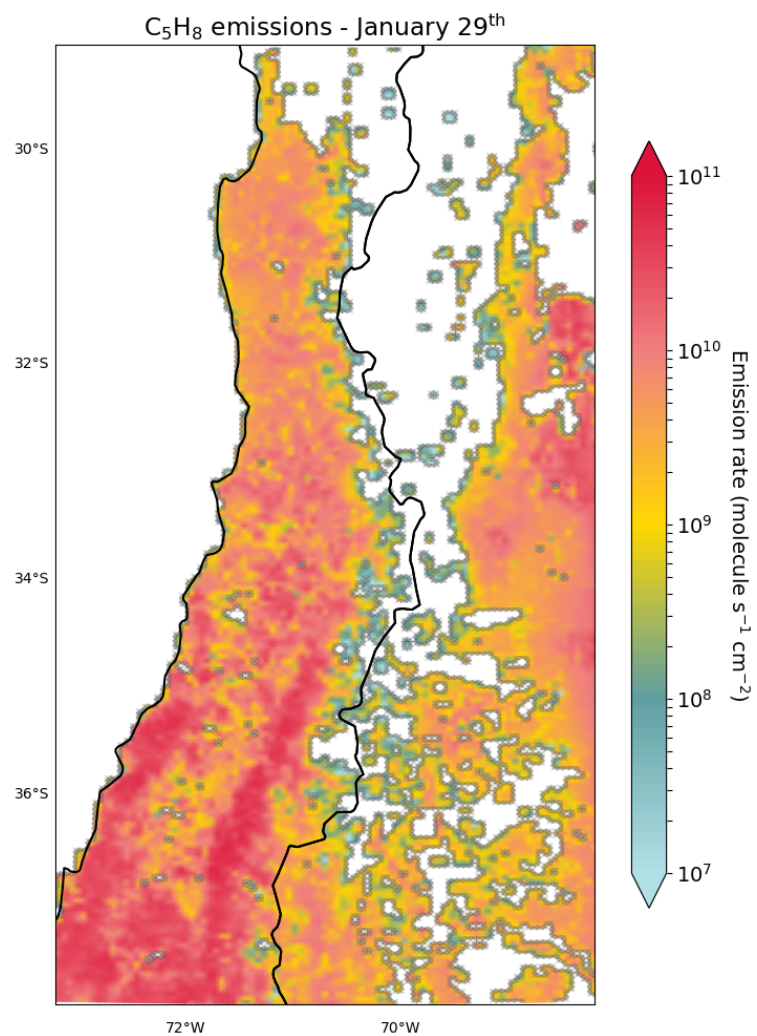 C₅H₈ emissions - January 29ᵗʰ
30°S
32°S
34°S
36°S
72°W
70°W
10¹¹
10¹⁰
10⁹
10⁸
10⁷
Emission rate (molecule s⁻¹ cm⁻²)